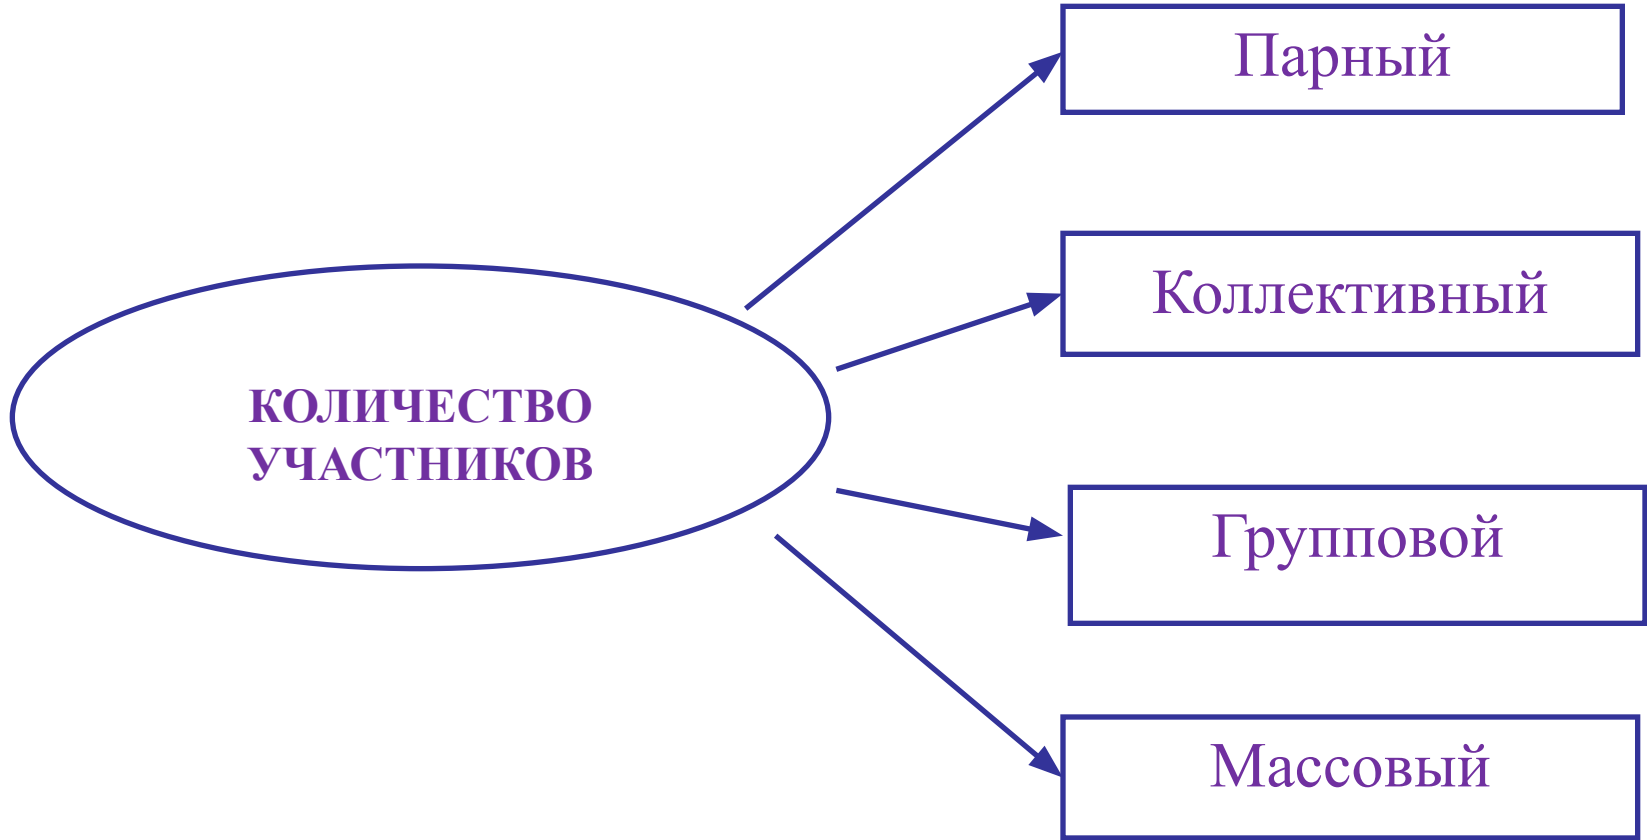 Парный
Коллективный
КОЛИЧЕСТВО
УЧАСТНИКОВ
Групповой
Массовый